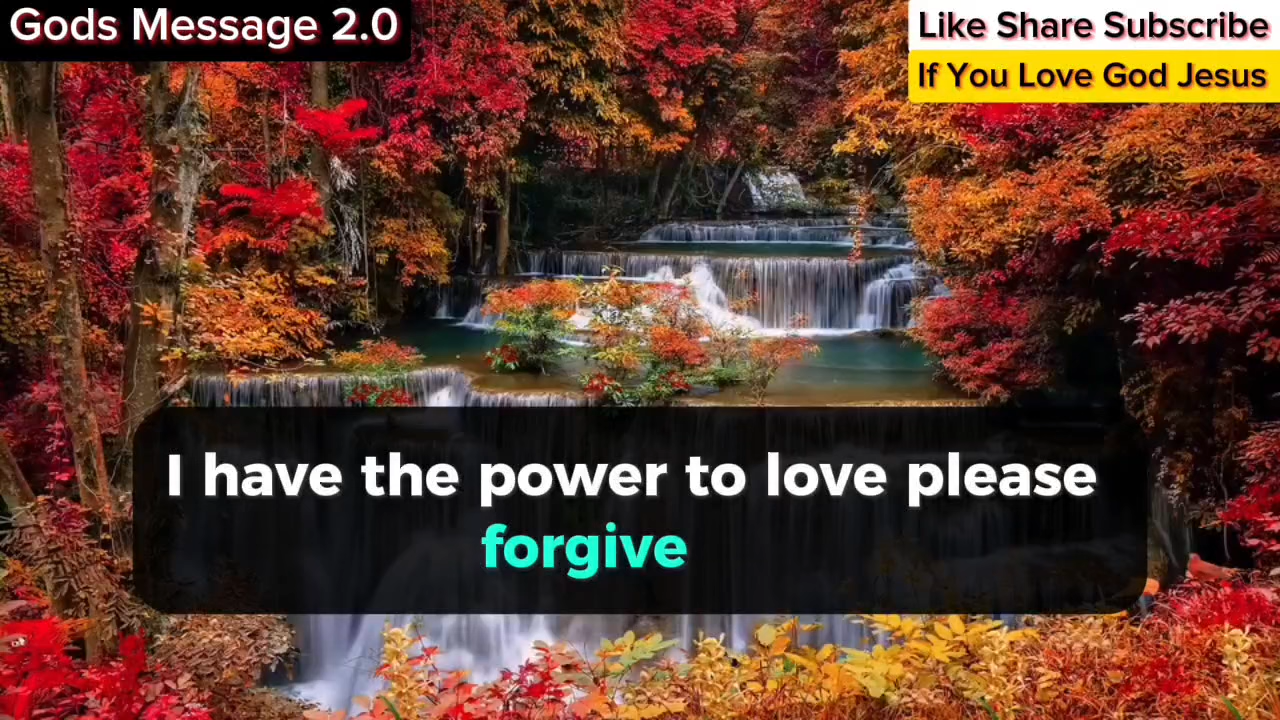 Gods Message 2.0
Like Share Subscribe
If You Love God Jesus
I have the power to love please
forgive